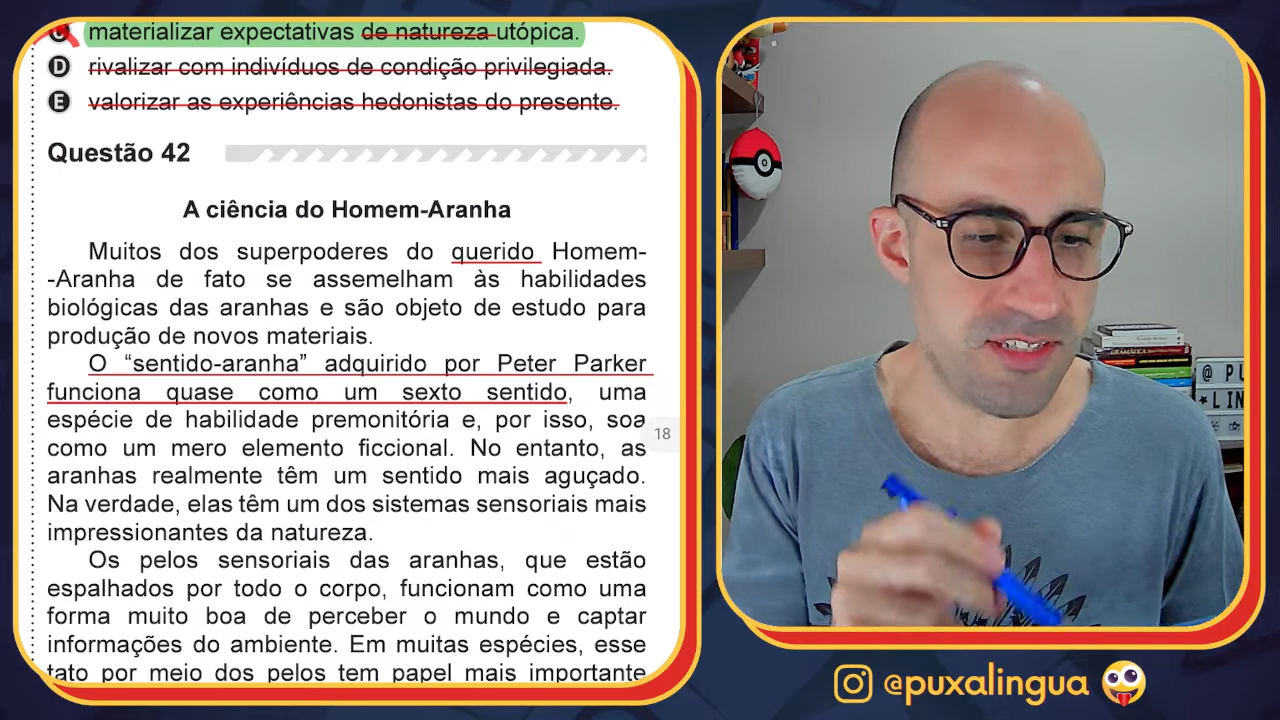 C materializar expectativas de natureza utópica.
D rivalizar com indivíduos de condição privilegiada.
E valorizar as experiências hedonistas do presente.
Questão 42
A ciência do Homem-Aranha
Muitos dos superpoderes do querido Homem-
-Aranha de fato se assemelham às habilidades
biológicas das aranhas e são objeto de estudo para
produção de novos materiais.
O “sentido-aranha” adquirido por Peter Parker
funciona quase como um sexto sentido, uma
espécie de habilidade premonitória e, por isso, soa
como um mero elemento ficcional. No entanto, as
aranhas realmente têm um sentido mais aguçado.
Na verdade, elas têm um dos sistemas sensoriais mais
impressionantes da natureza.
Os pelos sensoriais das aranhas, que estão
espalhados por todo o corpo, funcionam como uma
forma muito boa de perceber o mundo e captar
informações do ambiente. Em muitas espécies, esse
tato por meio dos pelos tem papel mais importante
18
GRAMÁTICA
@ PU
★ LIN
@puxalingua